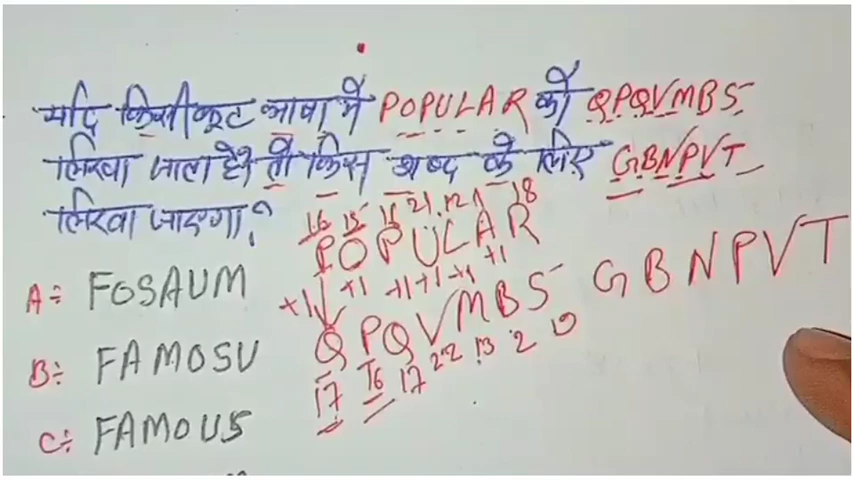 यदि किसी कूट भाषा में POPULAR को QPQVMBS
लिखा जाता है तो किस शब्द के लिए GBNPVT
लिखा जाएगा?
16 15 16 21 12 1 18
POPULAR
+1 +1 +1 +1 +1 +1
QPQVMBS GBNPVT
17 16 17 22 13 2 19
A÷ FOSAUM
B÷ FAMOSU
C÷ FAMOUS